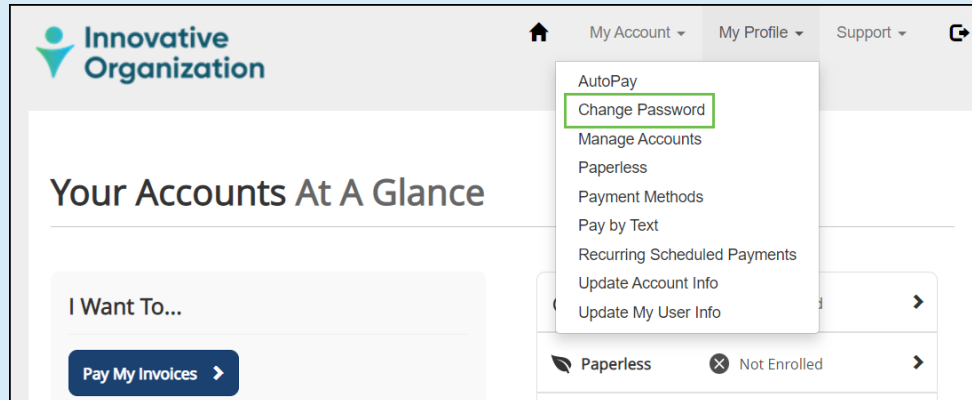 Innovative
Organization
My Account
My Profile
Support
AutoPay
Change Password
Manage Accounts
Paperless
Payment Methods
Pay by Text
Recurring Scheduled Payments
Update Account Info
Update My User Info
Your Accounts At A Glance
I Want To...
Pay My Invoices
Paperless Not Enrolled